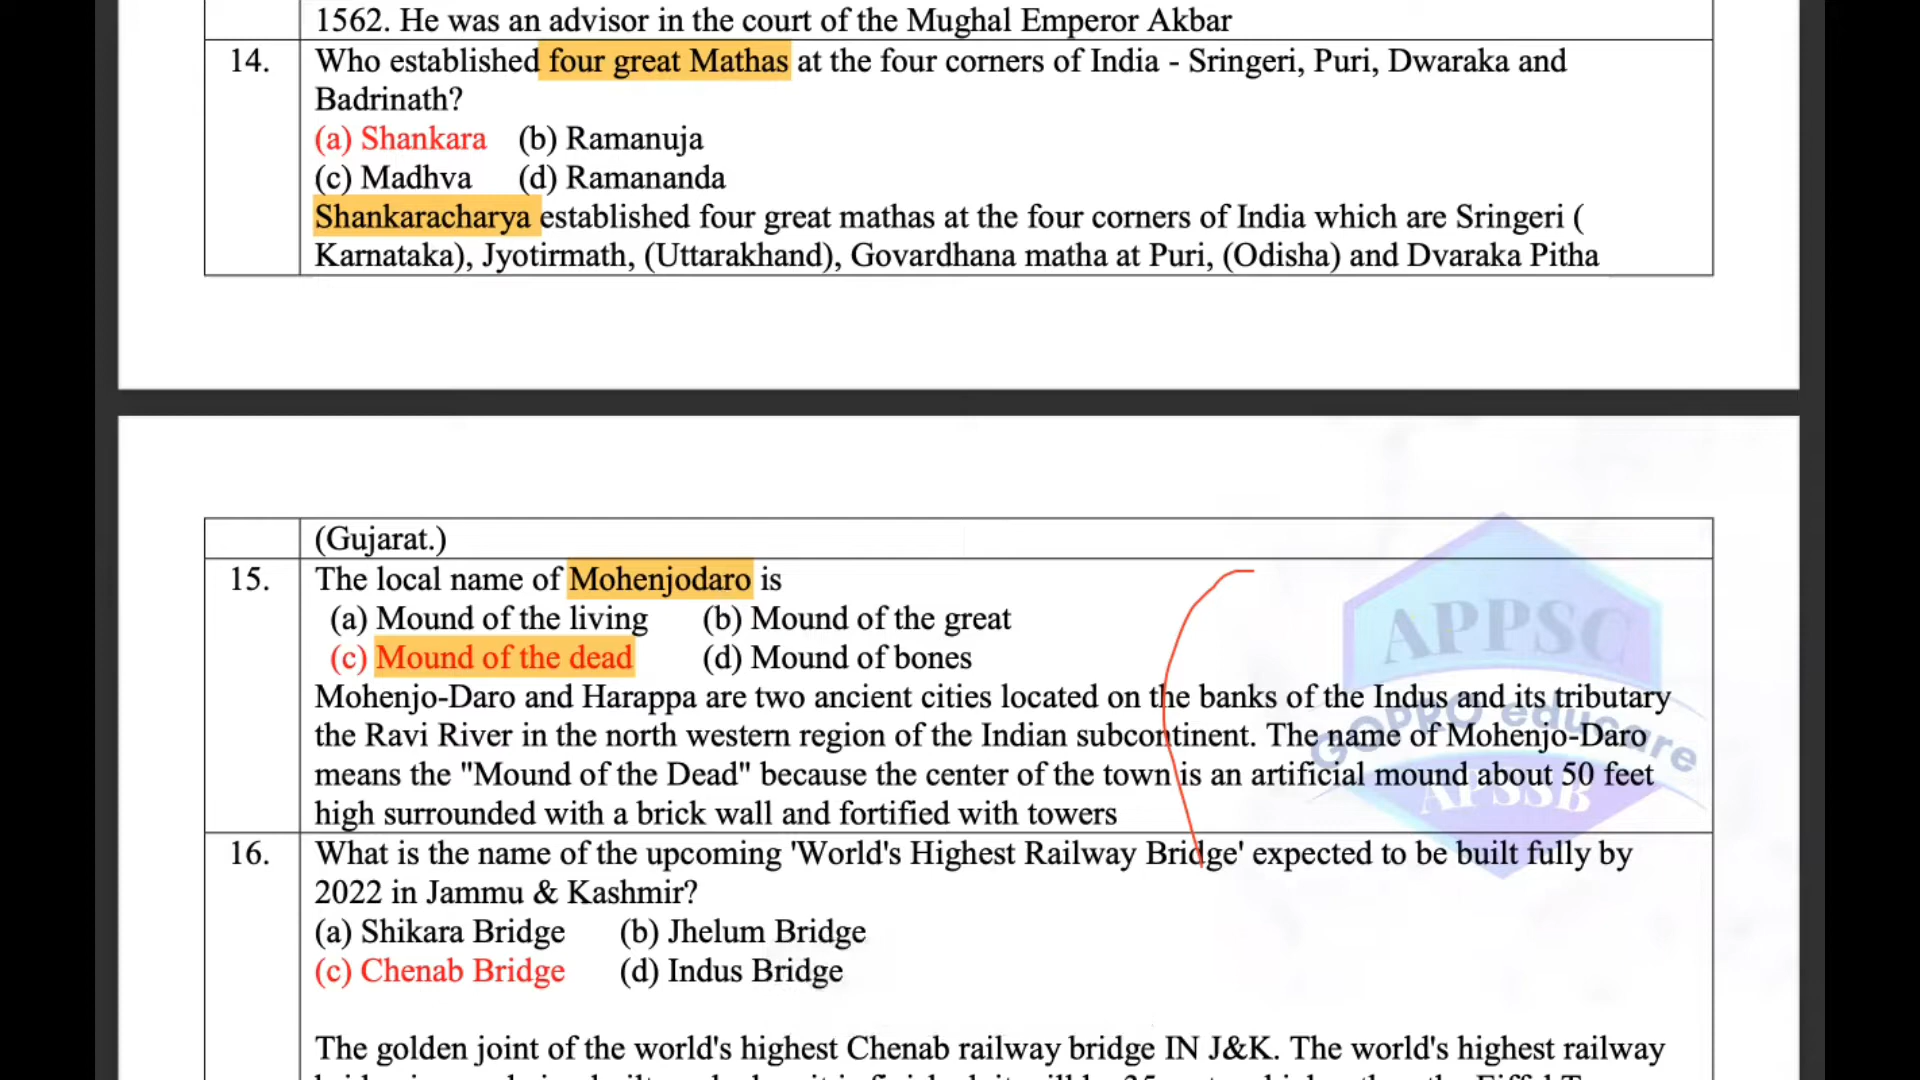 1562. He was an advisor in the court of the Mughal Emperor Akbar
14. Who established four great Mathas at the four corners of India - Sringeri, Puri, Dwaraka and
Badrinath?
(a) Shankara (b) Ramanuja
(c) Madhva (d) Ramananda
Shankaracharya established four great mathas at the four corners of India which are Sringeri (
Karnataka), Jyotirmath, (Uttarakhand), Govardhana matha at Puri, (Odisha) and Dvaraka Pitha
(Gujarat.)
15. The local name of Mohenjodaro is
(a) Mound of the living (b) Mound of the great
(c) Mound of the dead (d) Mound of bones
Mohenjo-Daro and Harappa are two ancient cities located on the banks of the Indus and its tributary
the Ravi River in the north western region of the Indian subcontinent. The name of Mohenjo-Daro
means the "Mound of the Dead" because the center of the town is an artificial mound about 50 feet
high surrounded with a brick wall and fortified with towers
APPSC
GOPPO educare
APSSB
16. What is the name of the upcoming 'World's Highest Railway Bridge' expected to be built fully by
2022 in Jammu & Kashmir?
(a) Shikara Bridge (b) Jhelum Bridge
(c) Chenab Bridge (d) Indus Bridge
The golden joint of the world's highest Chenab railway bridge IN J&K. The world's highest railway